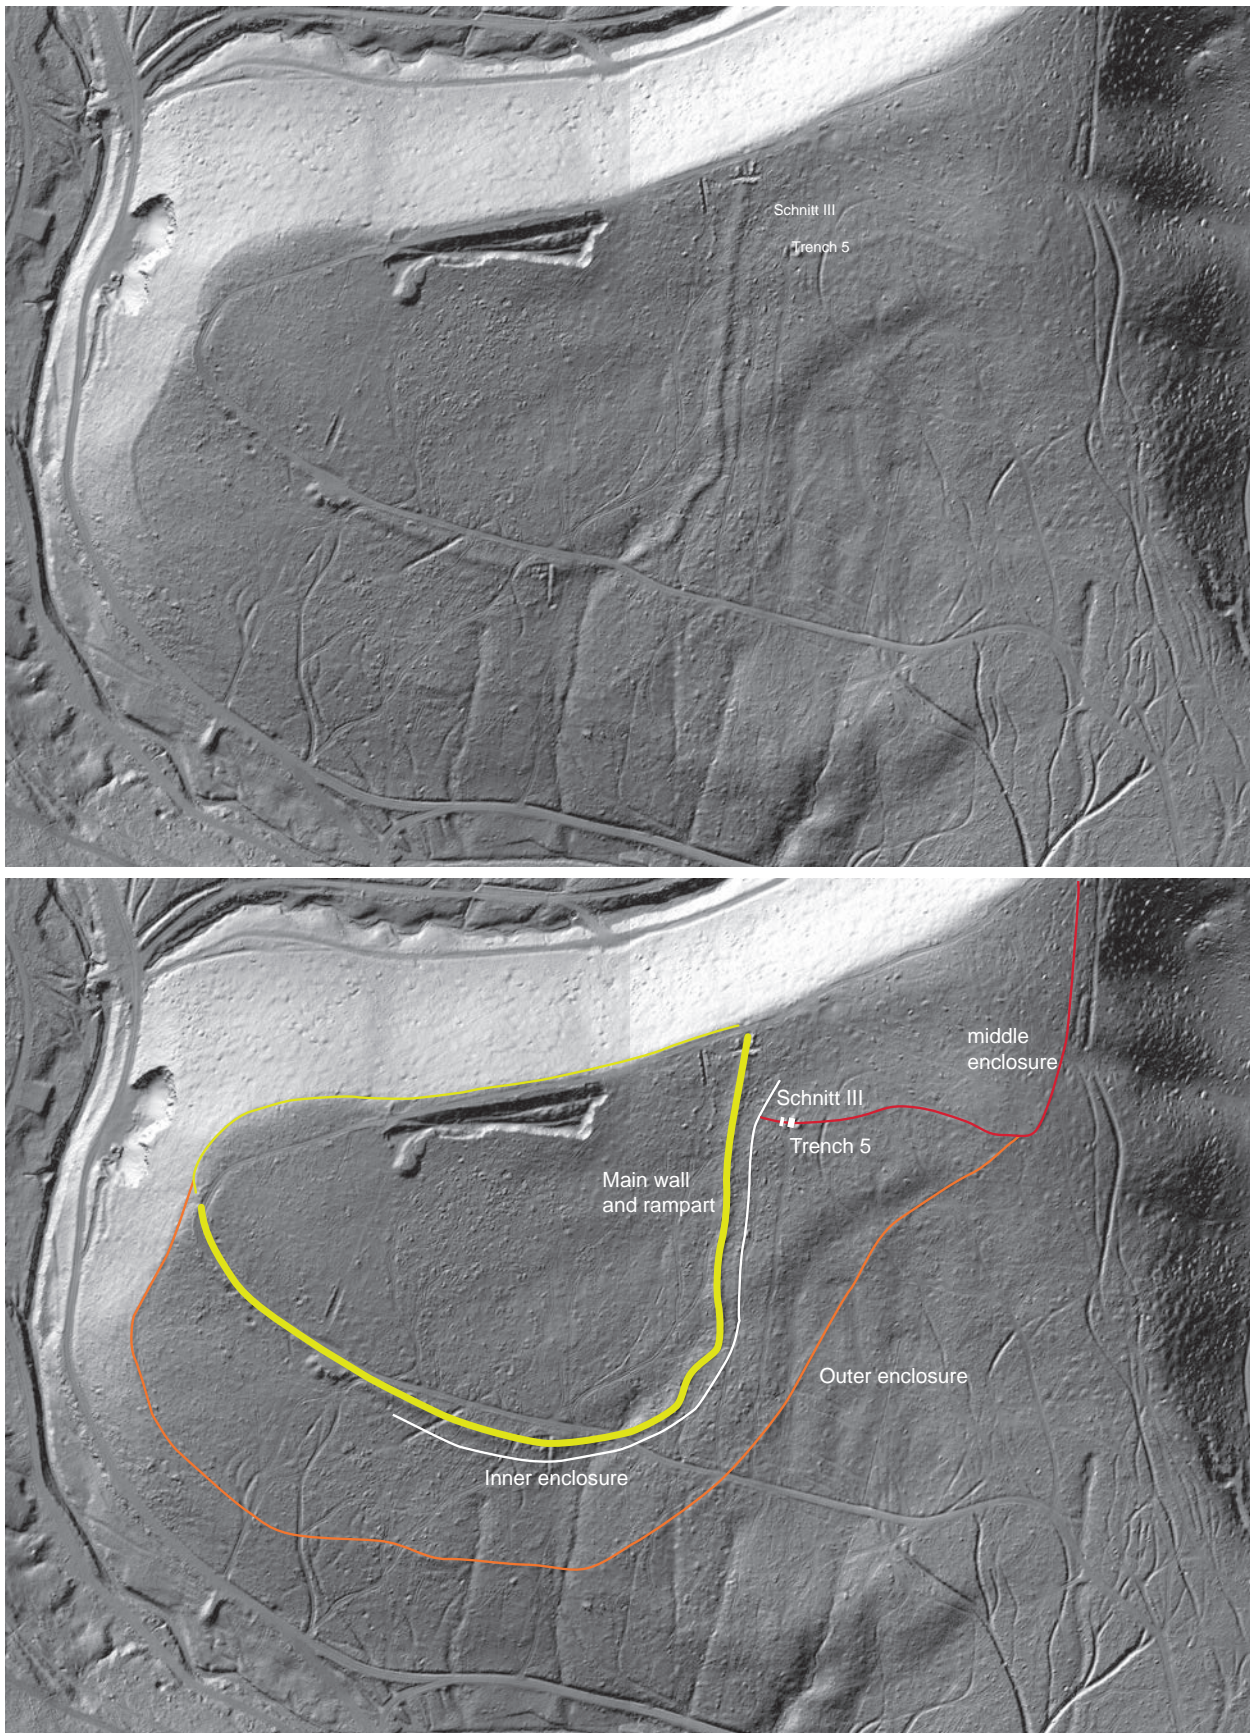 Schnitt III
Trench 5
middle
enclosure
Schnitt III
Trench 5
Main wall
and rampart
Outer enclosure
Inner enclosure